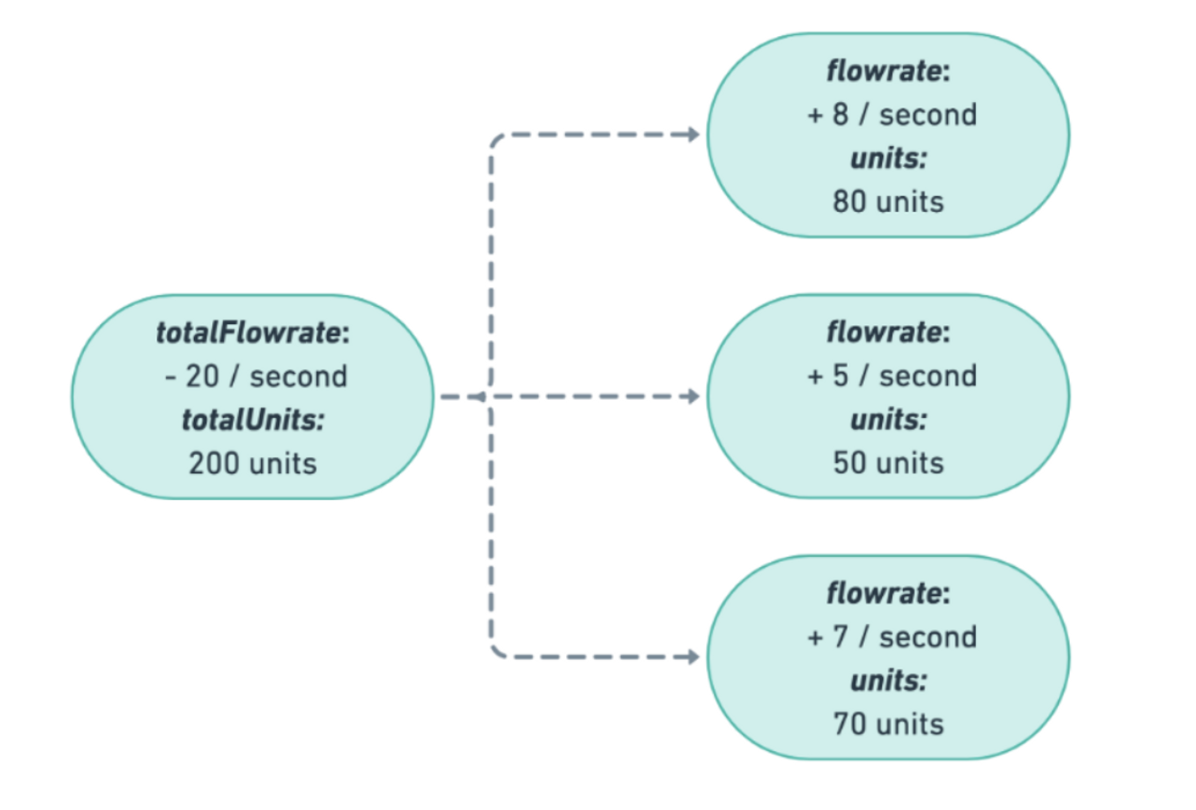 totalFlowrate:
- 20 / second
totalUnits:
200 units
flowrate:
+ 8 / second
units:
80 units
flowrate:
+ 5 / second
units:
50 units
flowrate:
+ 7 / second
units:
70 units